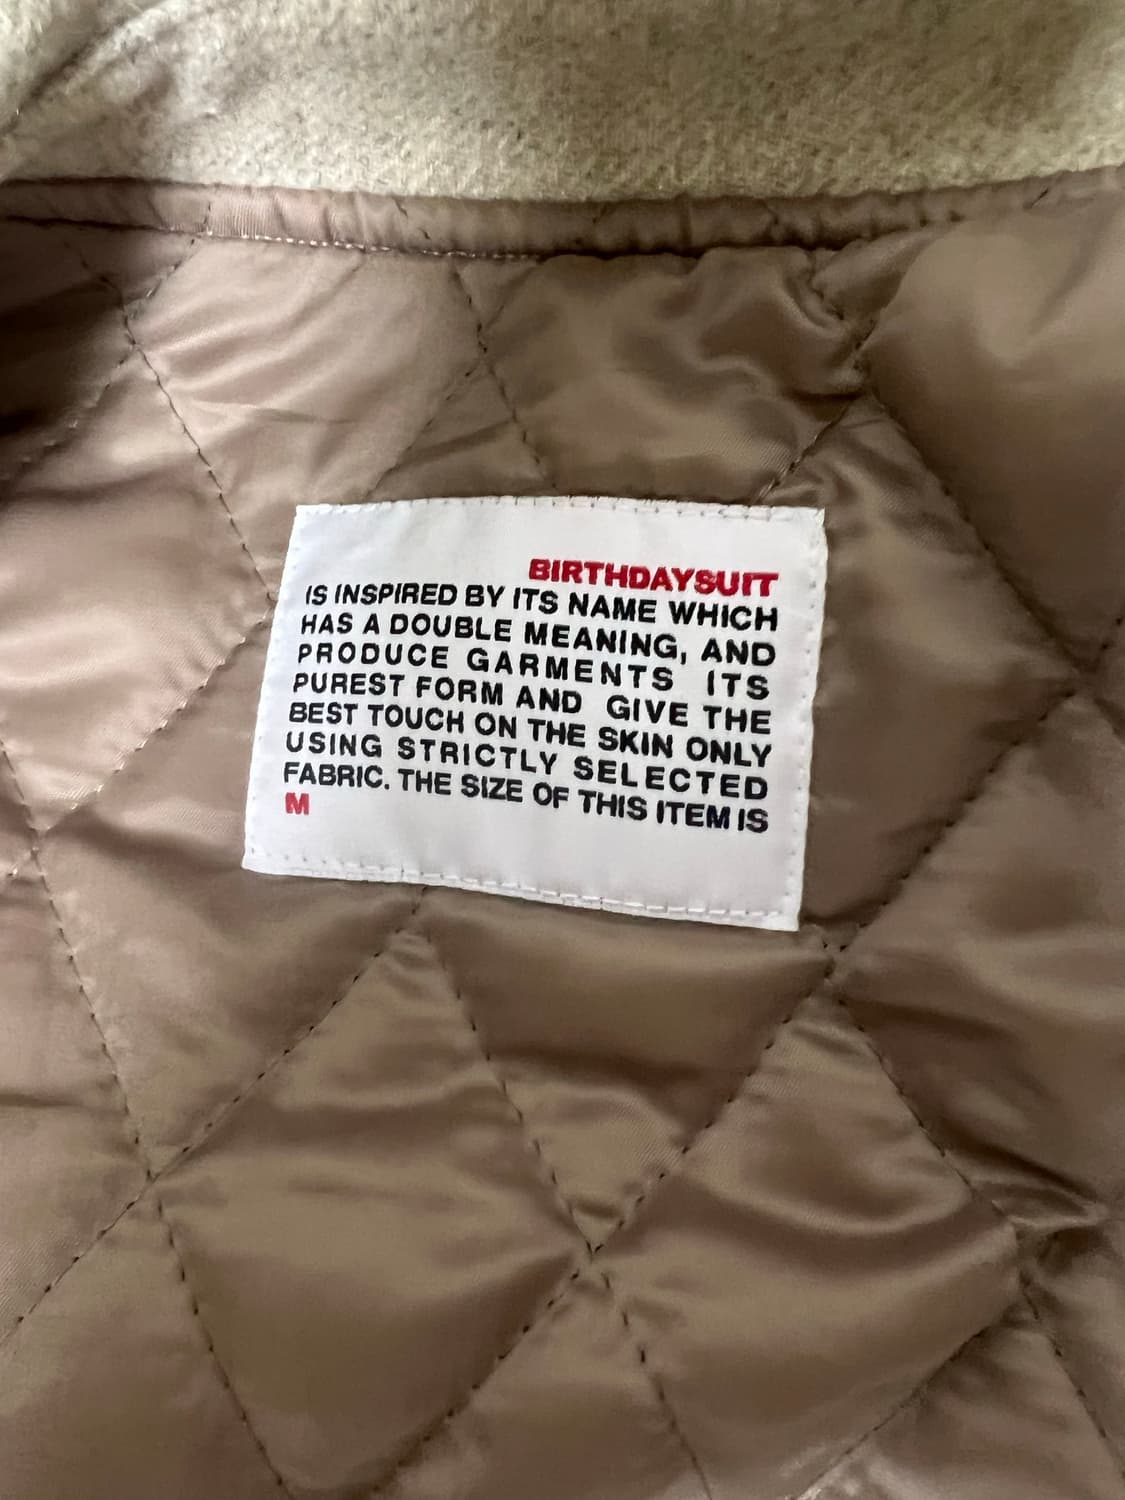 BIRTHDAYSUIT
IS INSPIRED BY ITS NAME WHICH
HAS A DOUBLE MEANING, AND
PRODUCE GARMENTS ITS
PUREST FORM AND GIVE THE
BEST TOUCH ON THE SKIN ONLY
USING STRICTLY SELECTED
FABRIC. THE SIZE OF THIS ITEM IS
M